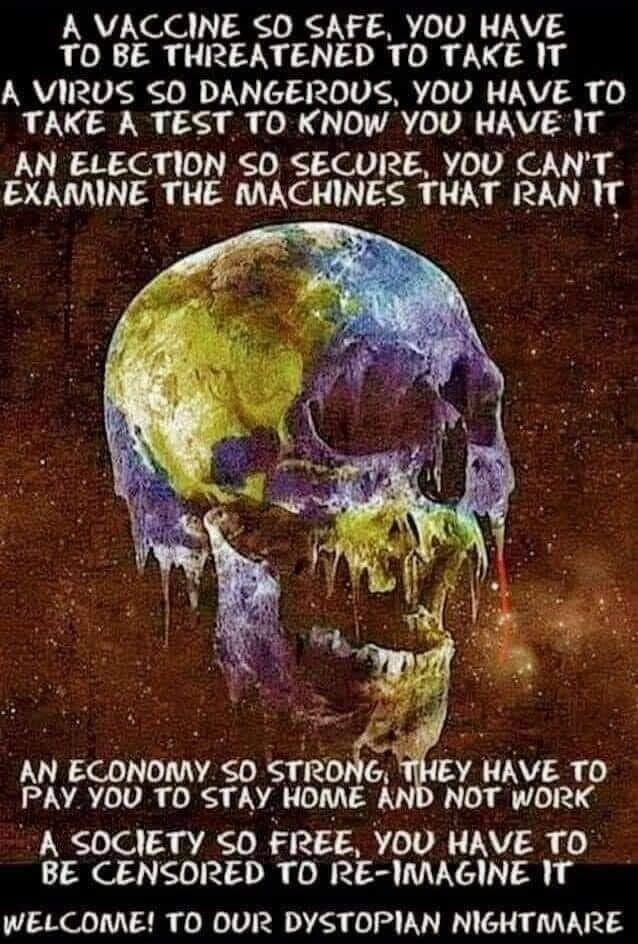 A VACCINE SO SAFE, YOU HAVE
TO BE THREATENED TO TAKE IT
A VIRUS SO DANGEROUS, YOU HAVE TO
TAKE A TEST TO KNOW YOU HAVE IT
AN ELECTION SO SECURE, YOU CAN'T
EXAMINE THE MACHINES THAT RAN IT
AN ECONOMY SO STRONG, THEY HAVE TO
PAY YOU TO STAY HOME AND NOT WORK
A SOCIETY SO FREE, YOU HAVE TO
BE CENSORED TO RE-IMAGINE IT
WELCOME! TO OUR DYSTOPIAN NIGHTMARE